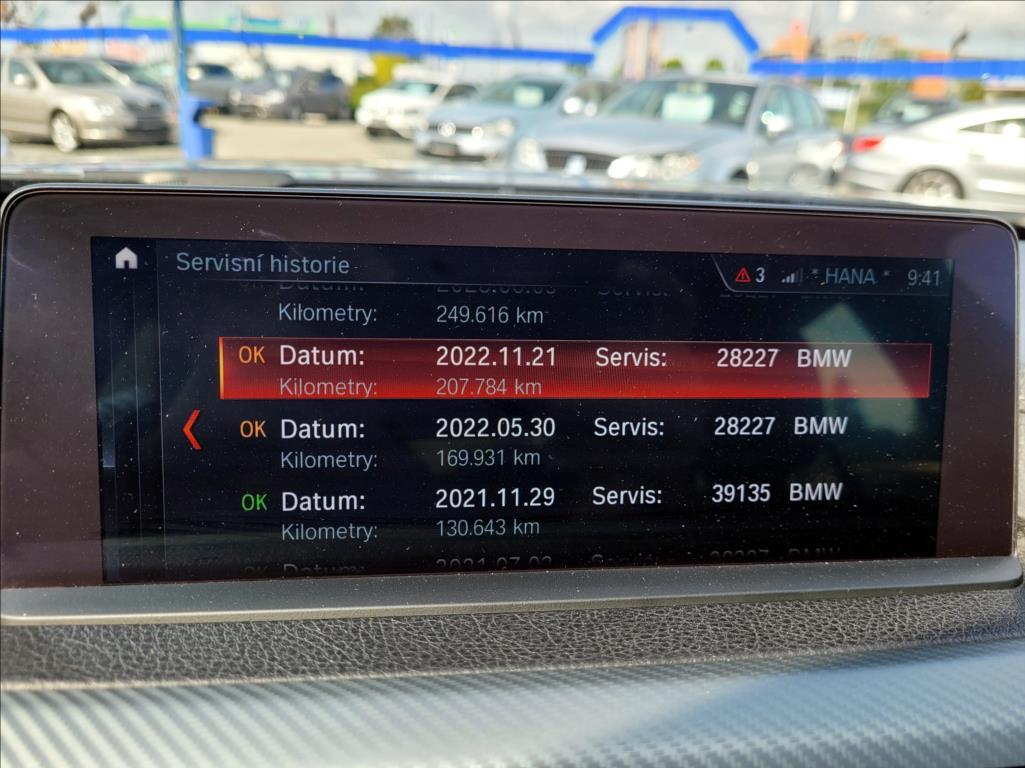 Servisní historie
3 * HANA * 9:41
Kilometry: 249.616 km
OK Datum: 2022.11.21 Servis: 28227 BMW
Kilometry: 207.784 km
OK Datum: 2022.05.30 Servis: 28227 BMW
Kilometry: 169.931 km
OK Datum: 2021.11.29 Servis: 39135 BMW
Kilometry: 130.643 km